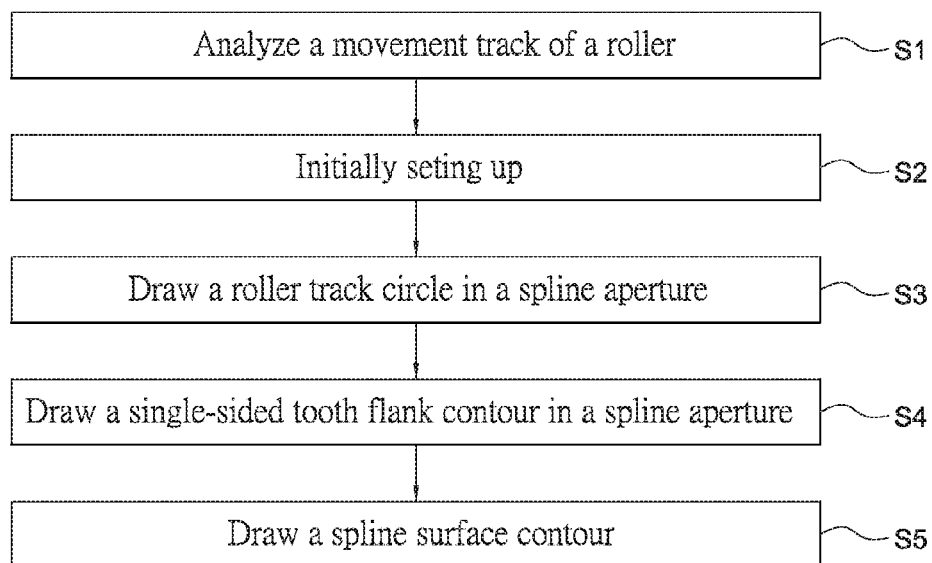 Analyze a movement track of a roller
S1
Initially seting up
S2
Draw a roller track circle in a spline aperture
S3
Draw a single-sided tooth flank contour in a spline aperture
S4
Draw a spline surface contour
S5